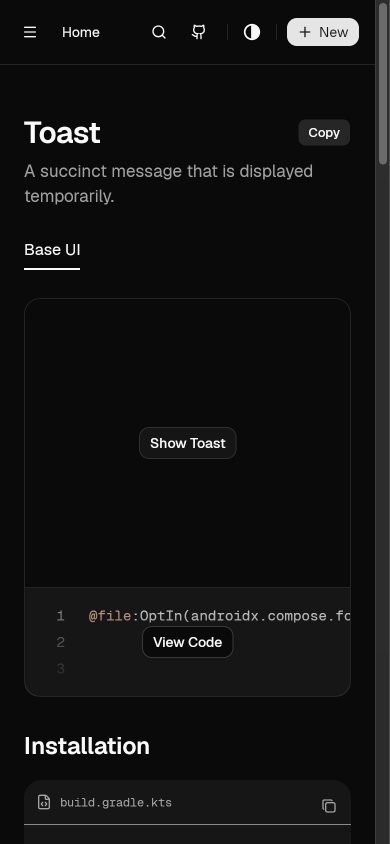 Home
New
Toast
Copy
A succinct message that is displayed
temporarily.
Base UI
Show Toast
1 @file:OptIn(androidx.compose.fo
2
View Code
3
Installation
build.gradle.kts